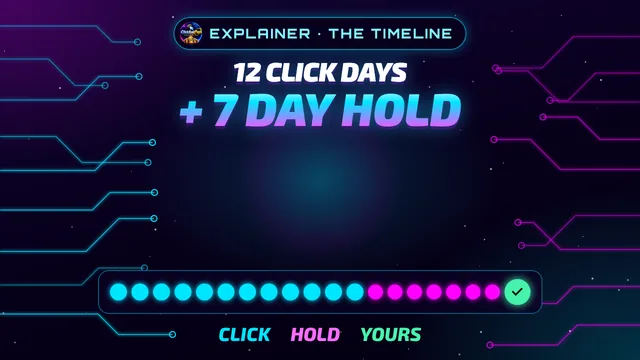 EXPLAINER · THE TIMELINE
12 CLICK DAYS
+ 7 DAY HOLD
CLICK HOLD YOURS